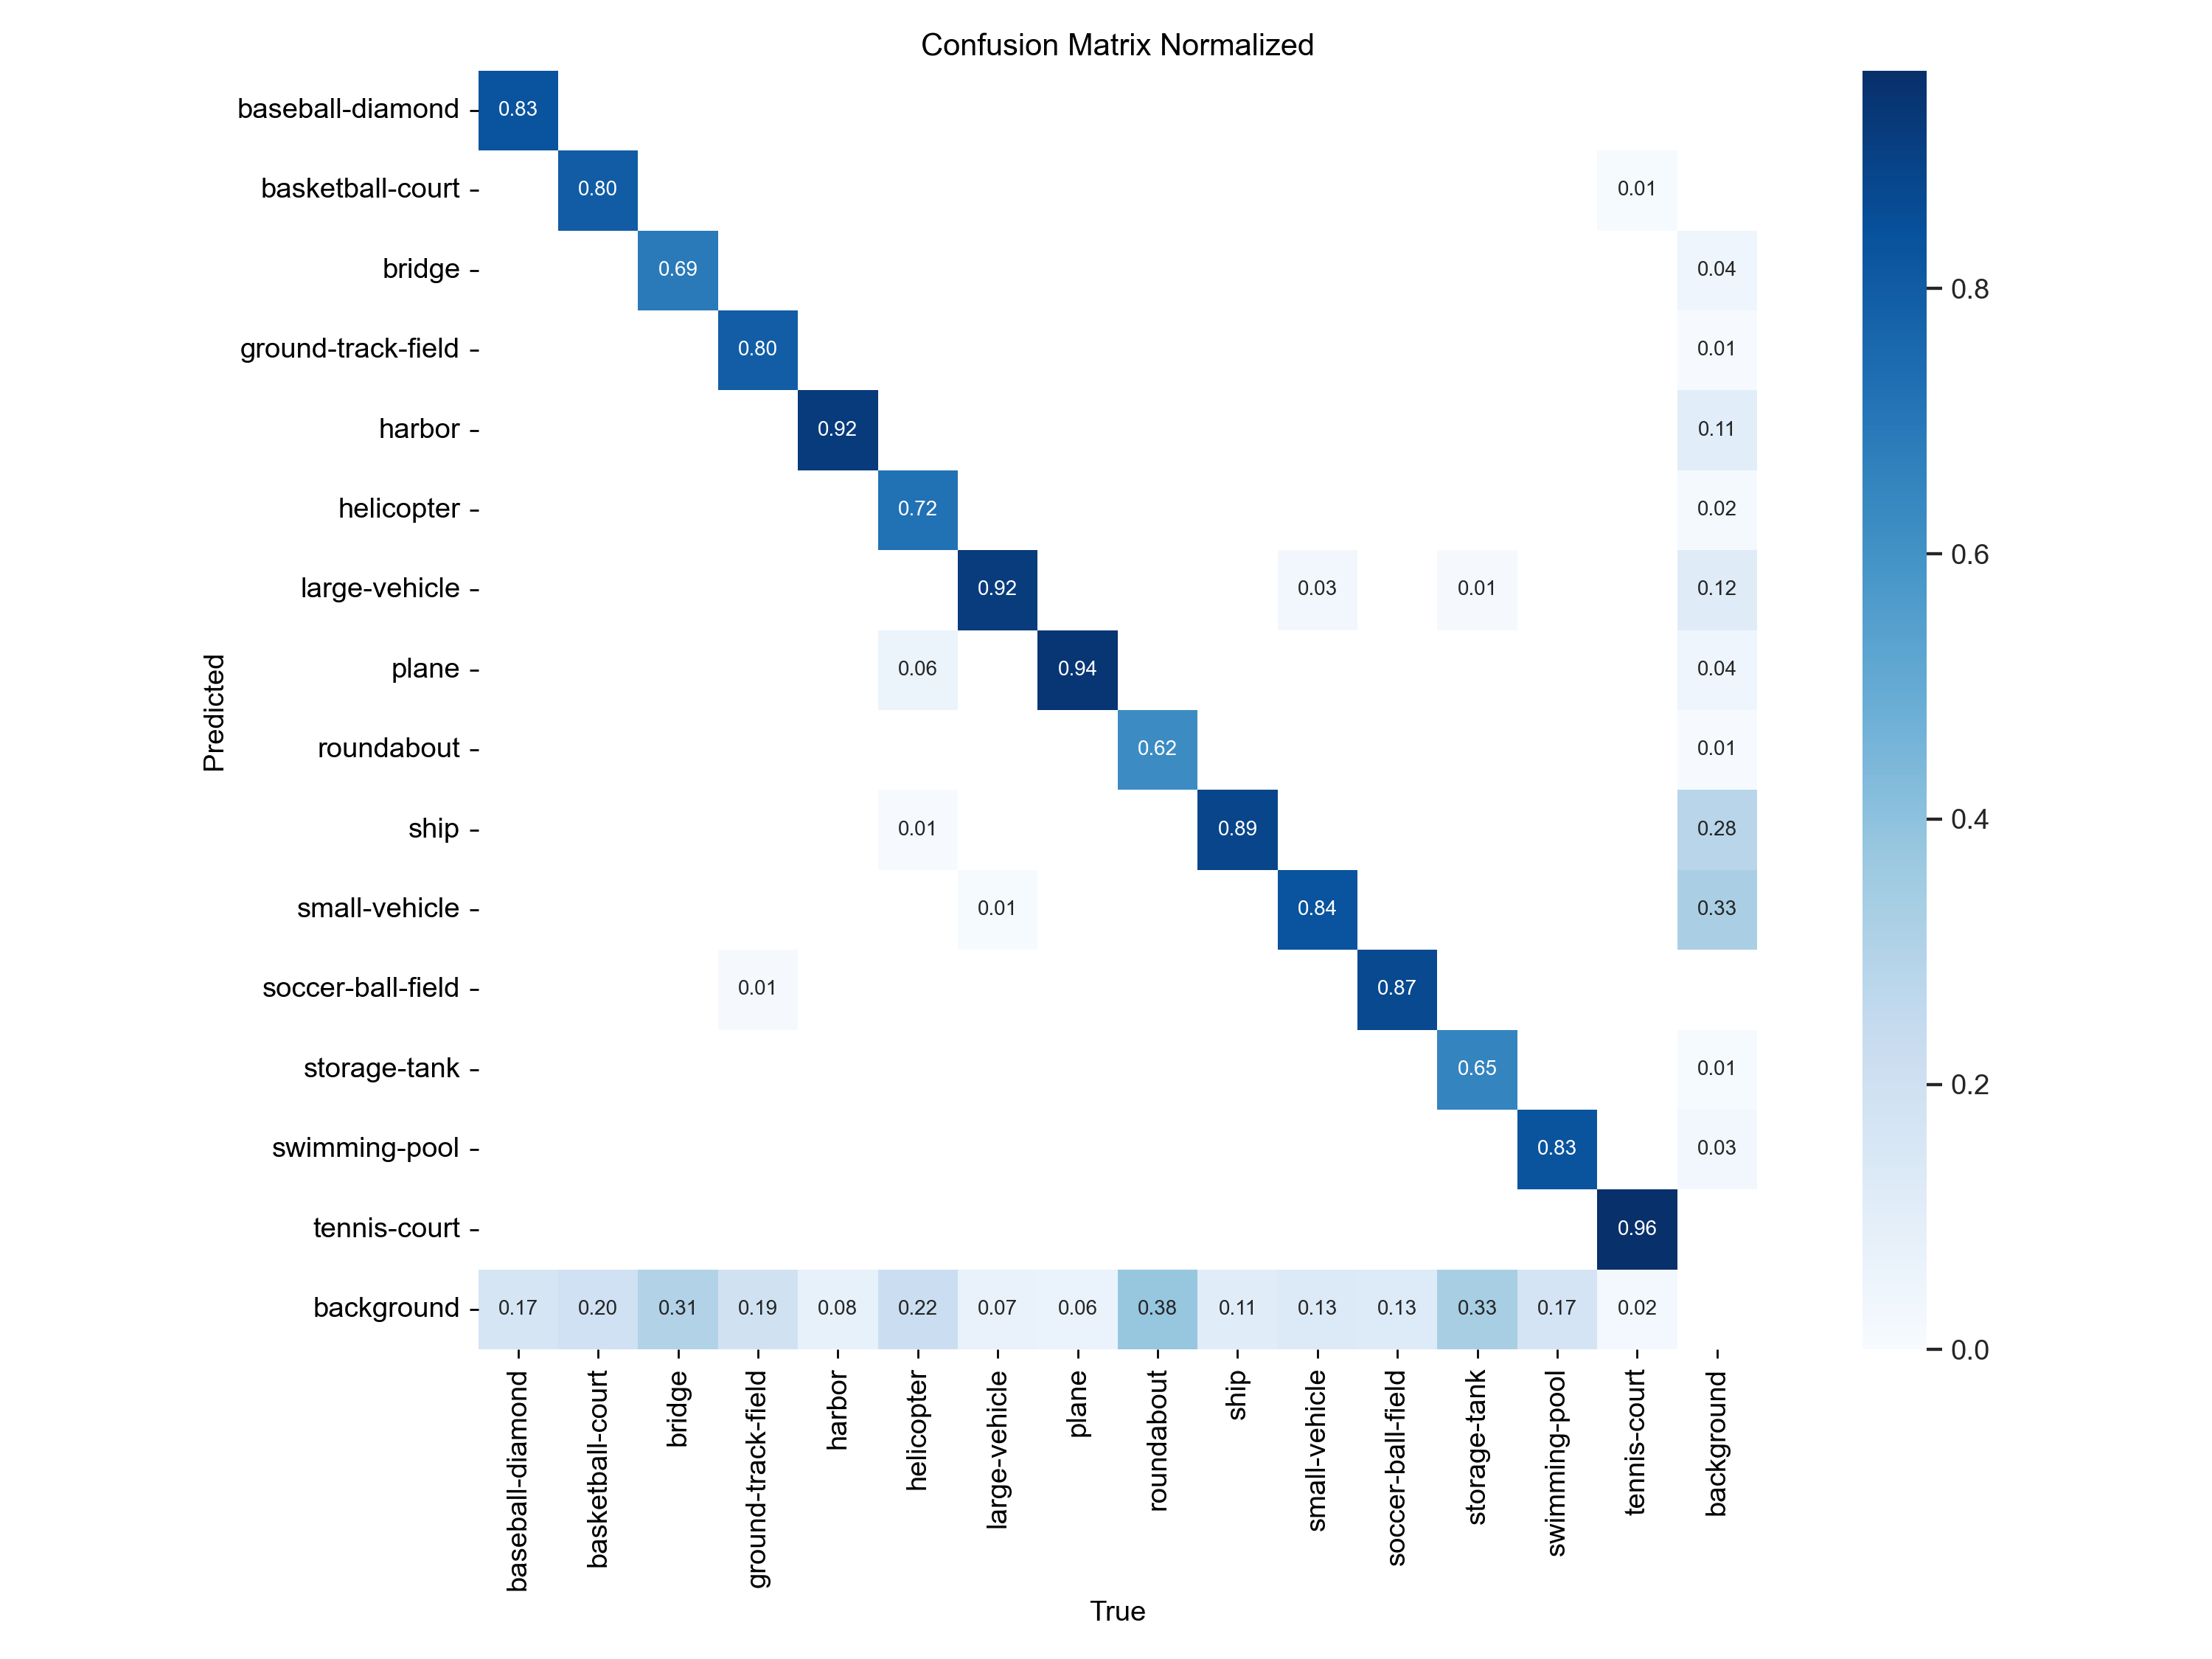 Confusion Matrix Normalized
baseball-diamond 0.83
basketball-court 0.80 0.01
bridge 0.69 0.04
0.8
ground-track-field 0.80 0.01
harbor 0.92 0.11
helicopter 0.72 0.02
0.6
large-vehicle 0.92 0.03 0.01 0.12
plane 0.06 0.94 0.04
Predicted
roundabout 0.62 0.01
ship 0.01 0.89 0.28
0.4
small-vehicle 0.01 0.84 0.33
soccer-ball-field 0.01 0.87
storage-tank 0.65 0.01
0.2
swimming-pool 0.83 0.03
tennis-court 0.96
background 0.17 0.20 0.31 0.19 0.08 0.22 0.07 0.06 0.38 0.11 0.13 0.13 0.33 0.17 0.02
0.0
baseball-diamond
basketball-court
bridge
ground-track-field
harbor
helicopter
large-vehicle
plane
roundabout
ship
small-vehicle
soccer-ball-field
storage-tank
swimming-pool
tennis-court
background
True